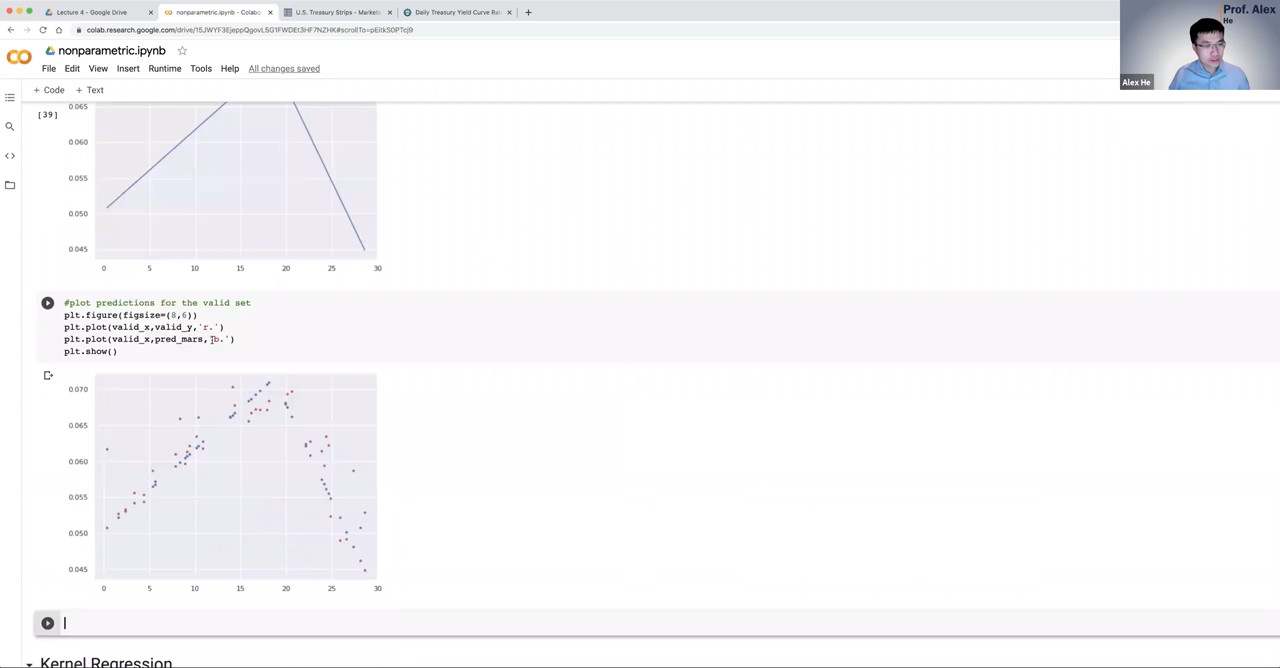 Lecture 4 - Google Drive
nonparametric.ipynb - Colabo
U.S. Treasury Strips - Markets
Daily Treasury Yield Curve Ra
colab.research.google.com/drive/15JWYF3EjeppQgovL5G1FWDEt3HF7NZHK#scrollTo=pEitkS0PTcj9
Prof. Alex He
Alex He
nonparametric.ipynb
File Edit View Insert Runtime Tools Help All changes saved
+ Code + Text
[39]
0.065
0.060
0.055
0.050
0.045
0 5 10 15 20 25 30
#plot predictions for the valid set
plt.figure(figsize=(8,6))
plt.plot(valid_x,valid_y,'r.')
plt.plot(valid_x,pred_mars,'b.')
plt.show()
0.070
0.065
0.060
0.055
0.050
0.045
0 5 10 15 20 25 30
Kernel Regression